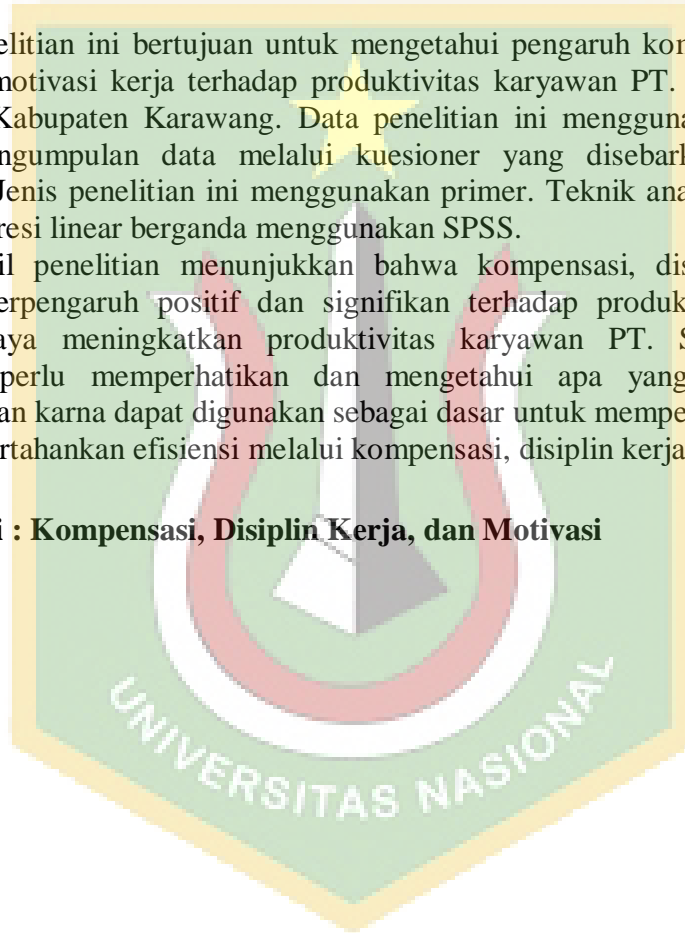 elitian ini bertujuan untuk mengetahui pengaruh kon
motivasi kerja terhadap produktivitas karyawan PT.
Kabupaten Karawang. Data penelitian ini mengguna
ngumpulan data melalui kuesioner yang disebark
Jenis penelitian ini menggunakan primer. Teknik ana
resi linear berganda menggunakan SPSS.
il penelitian menunjukkan bahwa kompensasi, dis
erpengaruh positif dan signifikan terhadap produk
aya meningkatkan produktivitas karyawan PT. S
perlu memperhatikan dan mengetahui apa yang
an karna dapat digunakan sebagai dasar untuk mempe
ertahankan efisiensi melalui kompensasi, disiplin kerja
i : Kompensasi, Disiplin Kerja, dan Motivasi
UNIVERSITAS NASIONAL